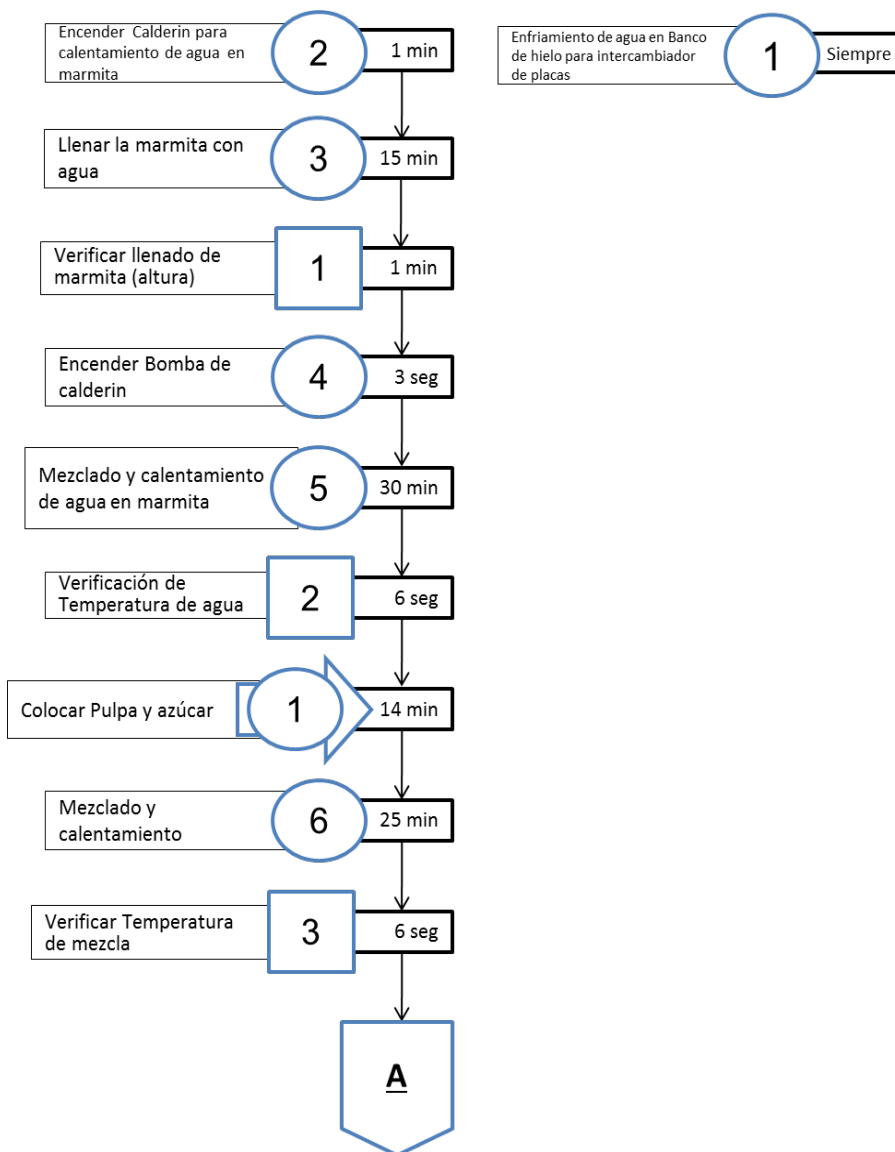 Encender Calderin para
calentamiento de agua en
marmita
2
1 min
Enfriamiento de agua en Banco
de hielo para intercambiador
de placas
1
Siempre
Llenar la marmita con
agua
3
15 min
Verificar llenado de
marmita (altura)
1
1 min
Encender Bomba de
calderin
4
3 seg
Mezclado y calentamiento
de agua en marmita
5
30 min
Verificación de
Temperatura de agua
2
6 seg
Colocar Pulpa y azúcar
1
14 min
Mezclado y
calentamiento
6
25 min
Verificar Temperatura
de mezcla
3
6 seg
A